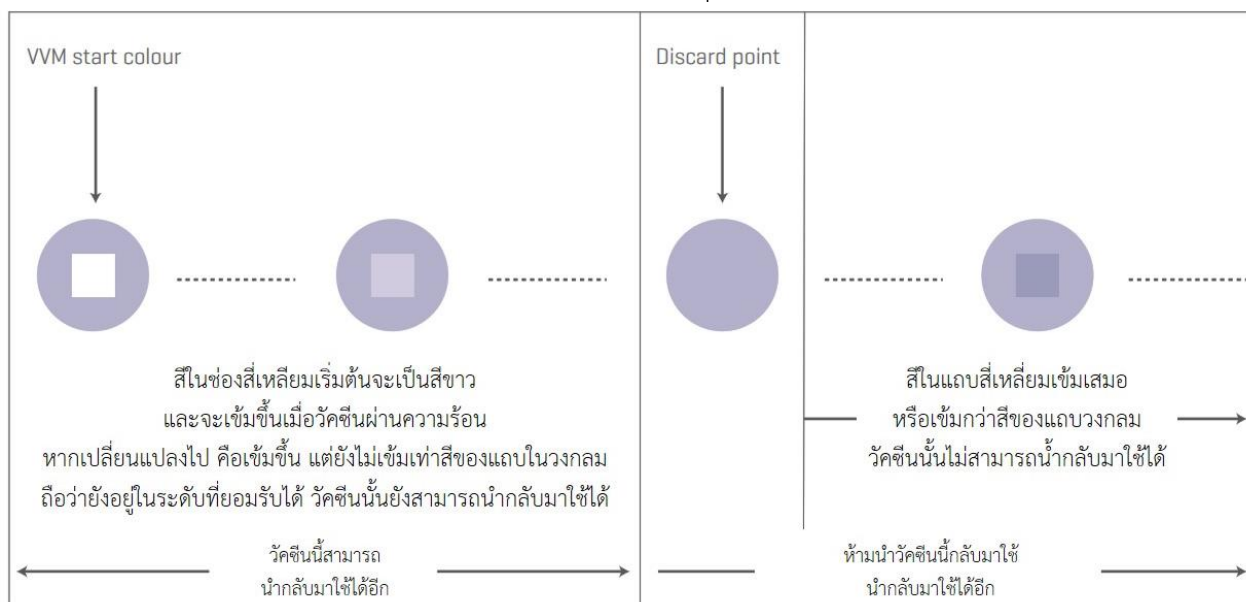 VVM start colour
Discard point
สีในช่องสี่เหลียมเริ่มต้นจะเป็นสีขาว
และจะเข้มขึ้นเมื่อวัคซีนผ่านความร้อน
หากเปลี่ยนแปลงไป คือเข้มขึ้น แต่ยังไม่เข้มเท่าสีของแถบในวงกลม
ถือว่ายังอยู่ในระดับที่ยอมรับได้ วัคซีนนั้นยังสามารถนำกลับมาใช้ได้
สีในแถบสี่เหลี่ยมเข้มเสมอ
หรือเข้มกว่าสีของแถบวงกลม
วัคซีนนั้นไม่สามารถน้ำกลับมาใช้ได้
วัคซีนนี้สามารถ
นำกลับมาใช้ได้อีก
ห้ามนำวัคซีนนี้กลับมาใช้
นำกลับมาใช้ได้อีก